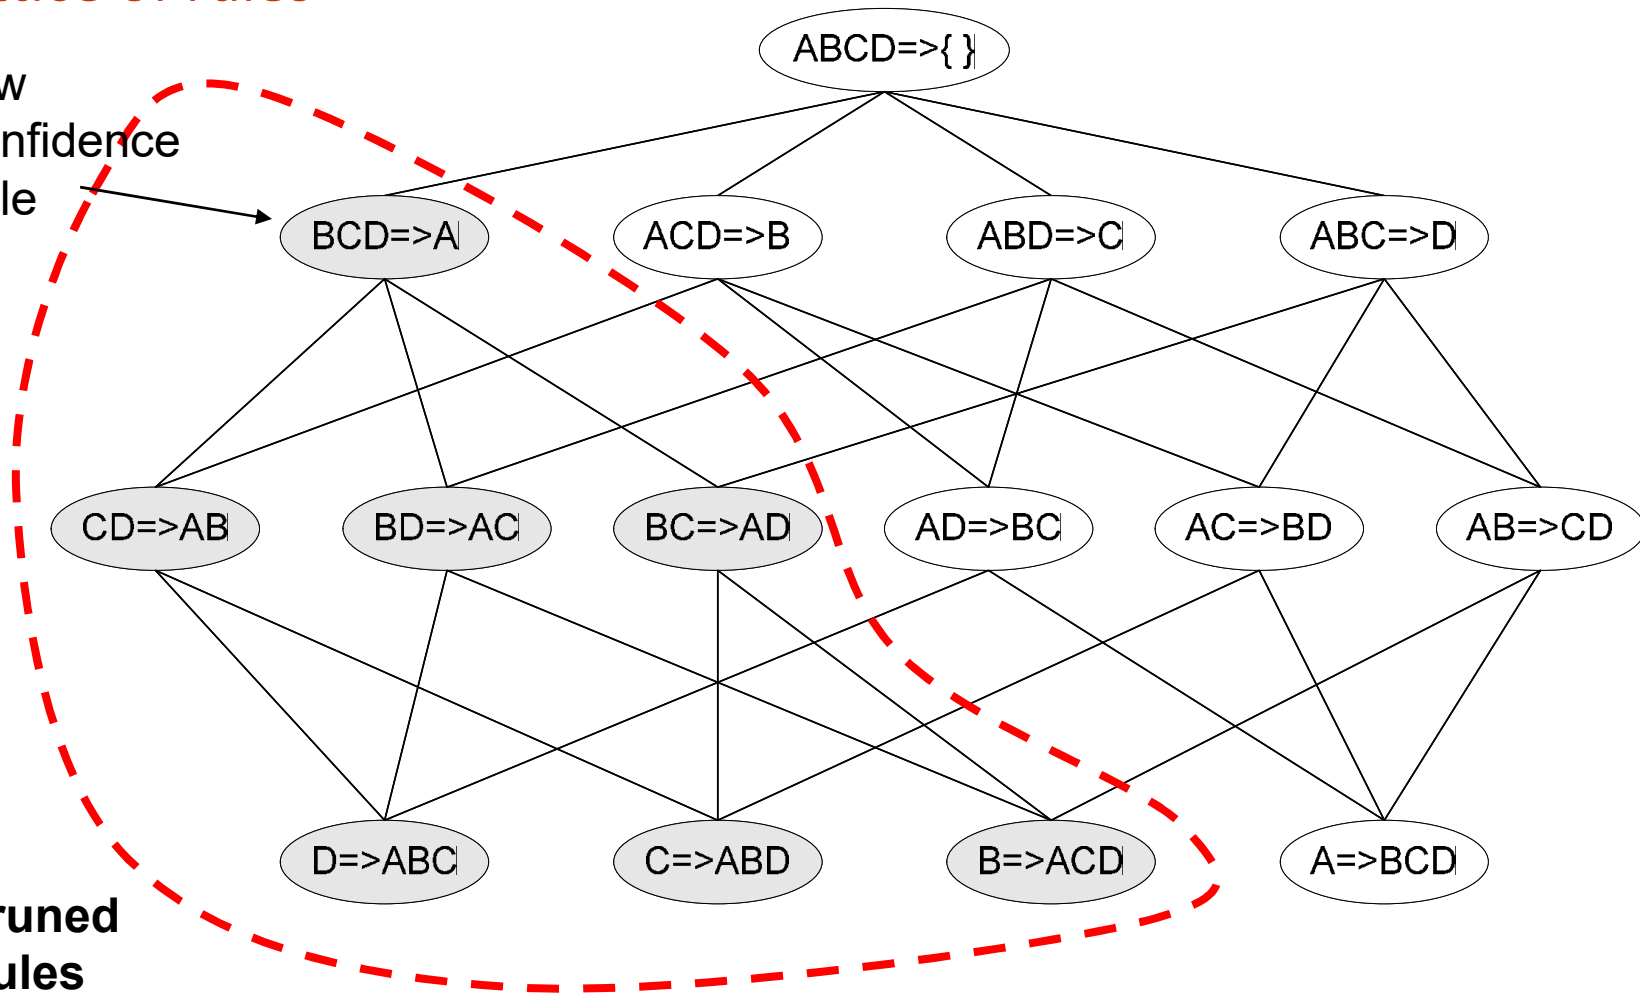 ABCD=>{ }
w
nfidence
le
BCD=>A
ACD=>B
ABD=>C
ABC=>D
CD=>AB
BD=>AC
BC=>AD
AD=>BC
AC=>BD
AB=>CD
D=>ABC
C=>ABD
B=>ACD
A=>BCD
runed
ules